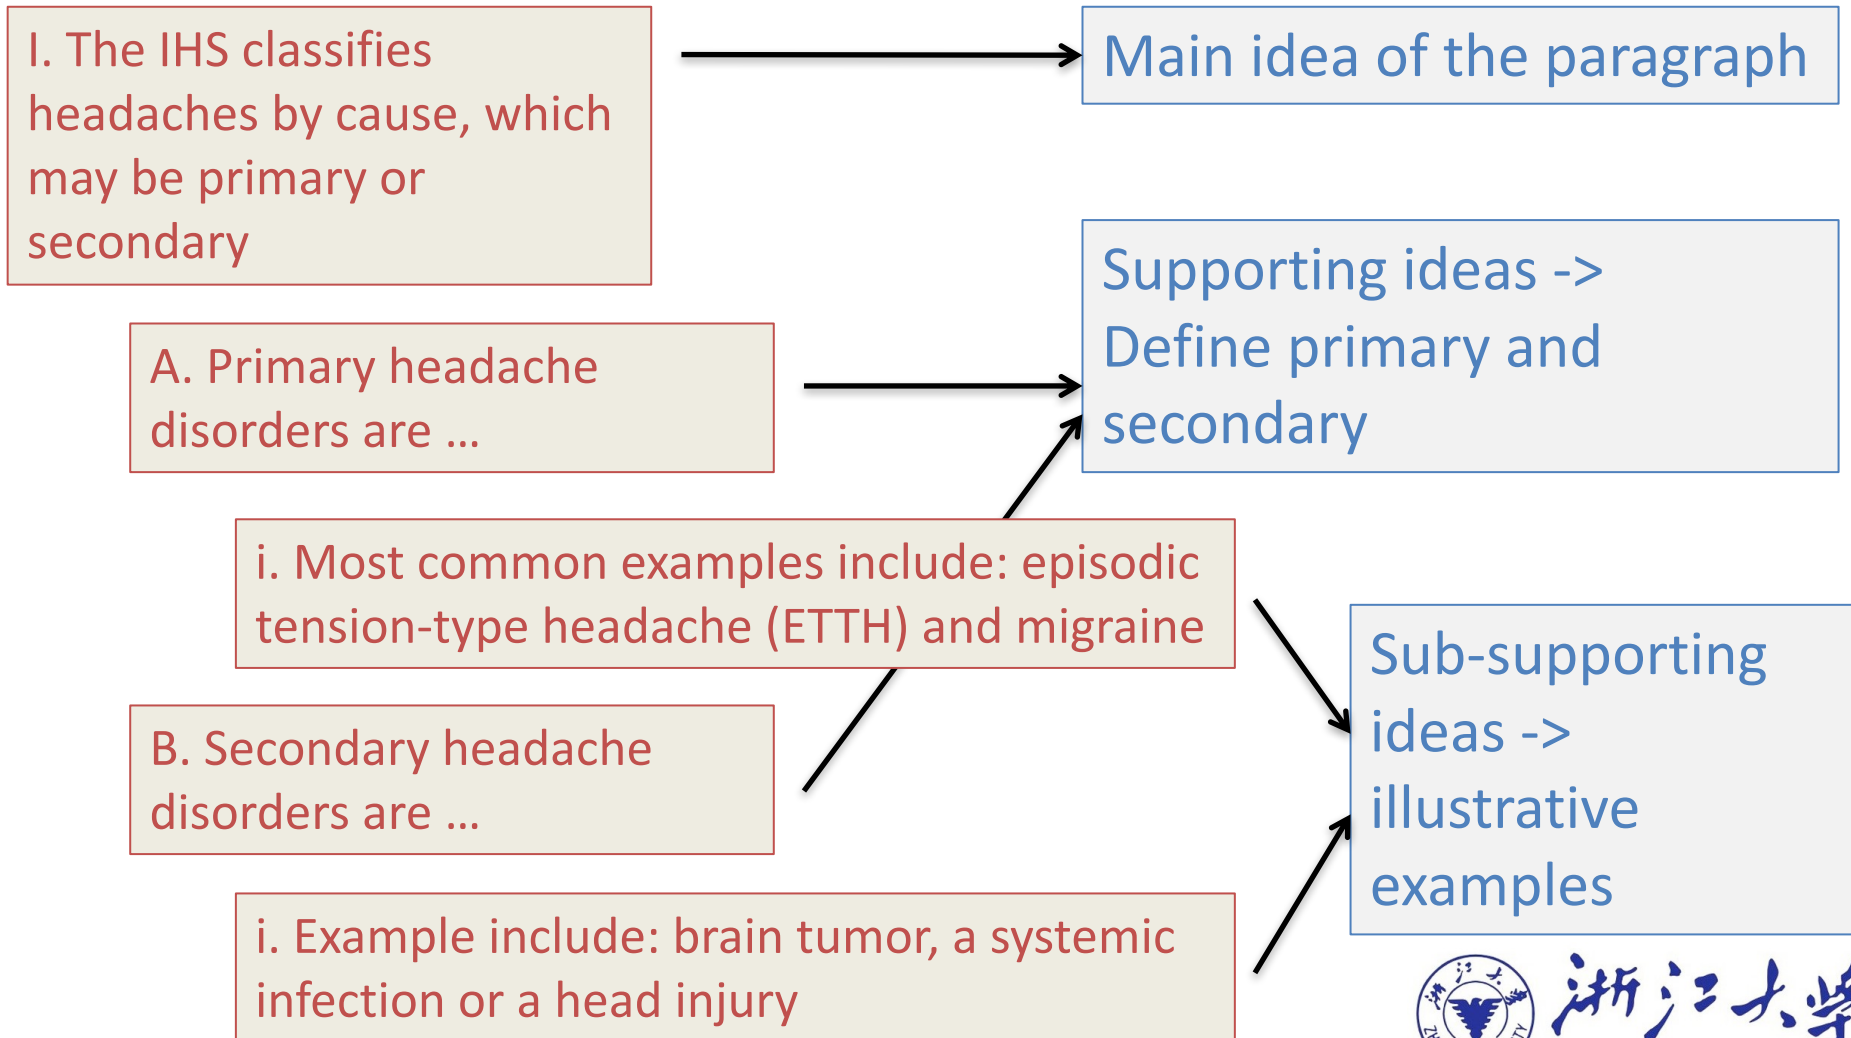 I. The IHS classifies
headaches by cause, which
may be primary or
secondary
Main idea of the paragraph
Supporting ideas ->
Define primary and
secondary
A. Primary headache
disorders are …
i. Most common examples include: episodic
tension-type headache (ETTH) and migraine
Sub-supporting
ideas ->
illustrative
examples
B. Secondary headache
disorders are …
i. Example include: brain tumor, a systemic
infection or a head injury
浙江大学